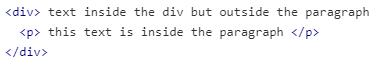 <div> text inside the div but outside the paragraph
  <p> this text is inside the paragraph </p>
</div>